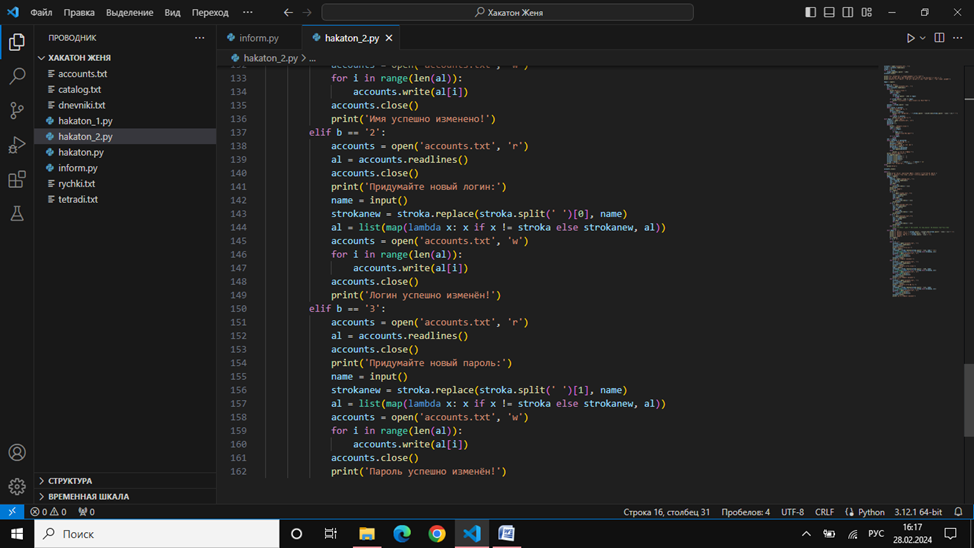 Файл Правка Выделение Вид Переход ··· Хакатон Женя
ПРОВОДНИК ···
ХАКАТОН ЖЕНЯ
accounts.txt
catalog.txt
dnevniki.txt
hakaton_1.py
hakaton_2.py
hakaton.py
inform.py
rychki.txt
tetradi.txt
СТРУКТУРА
ВРЕМЕННАЯ ШКАЛА
inform.py hakaton_2.py
hakaton_2.py > ...
132 accounts = open('accounts.txt', 'w')
133 for i in range(len(al)):
134 accounts.write(al[i])
135 accounts.close()
136 print('Имя успешно изменено!')
137 elif b == '2':
138 accounts = open('accounts.txt', 'r')
139 al = accounts.readlines()
140 accounts.close()
141 print('Придумайте новый логин:')
142 name = input()
143 strokanew = stroka.replace(stroka.split(' ')[0], name)
144 al = list(map(lambda x: x if x != stroka else strokanew, al))
145 accounts = open('accounts.txt', 'w')
146 for i in range(len(al)):
147 accounts.write(al[i])
148 accounts.close()
149 print('Логин успешно изменён!')
150 elif b == '3':
151 accounts = open('accounts.txt', 'r')
152 al = accounts.readlines()
153 accounts.close()
154 print('Придумайте новый пароль:')
155 name = input()
156 strokanew = stroka.replace(stroka.split(' ')[1], name)
157 al = list(map(lambda x: x if x != stroka else strokanew, al))
158 accounts = open('accounts.txt', 'w')
159 for i in range(len(al)):
160 accounts.write(al[i])
161 accounts.close()
162 print('Пароль успешно изменён!')
0 0 0 Строка 16, столбец 31 Пробелов: 4 UTF-8 CRLF Python 3.12.1 64-bit
Поиск РУС 16:17
28.02.2024